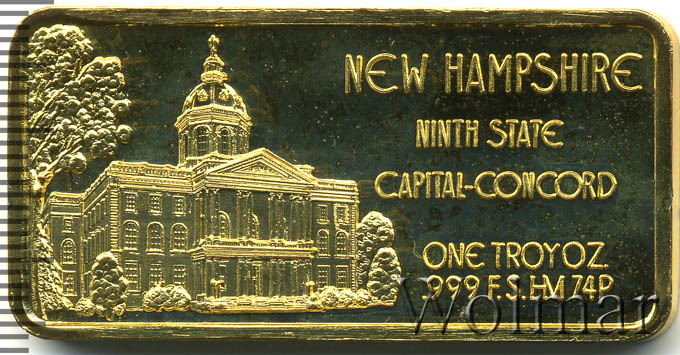 NEW HAMPSHIRE
NINTH STATE
CAPITAL-CONCORD
ONE TROY OZ.
.999 F.S. HM 74P
Wolmar